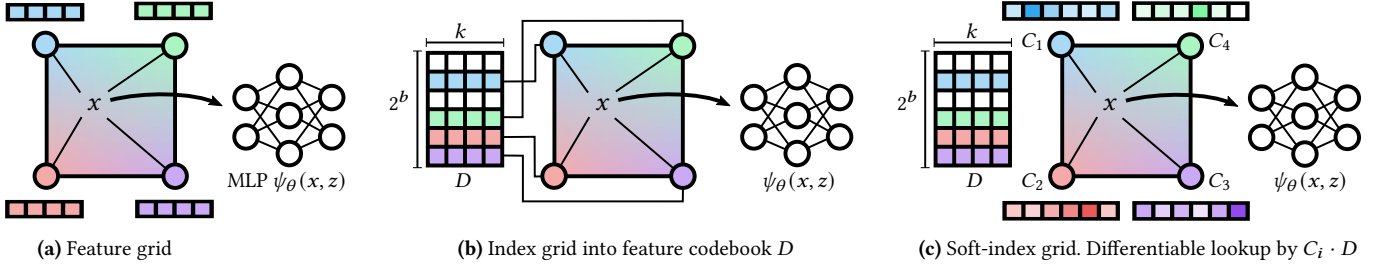 x
MLP ψθ(x, z)
(a) Feature grid
k
2^b
D
x
ψθ(x, z)
(b) Index grid into feature codebook D
k
2^b
D
C₁
C₄
x
C₂
C₃
ψθ(x, z)
(c) Soft-index grid. Differentiable lookup by Cᵢ · D